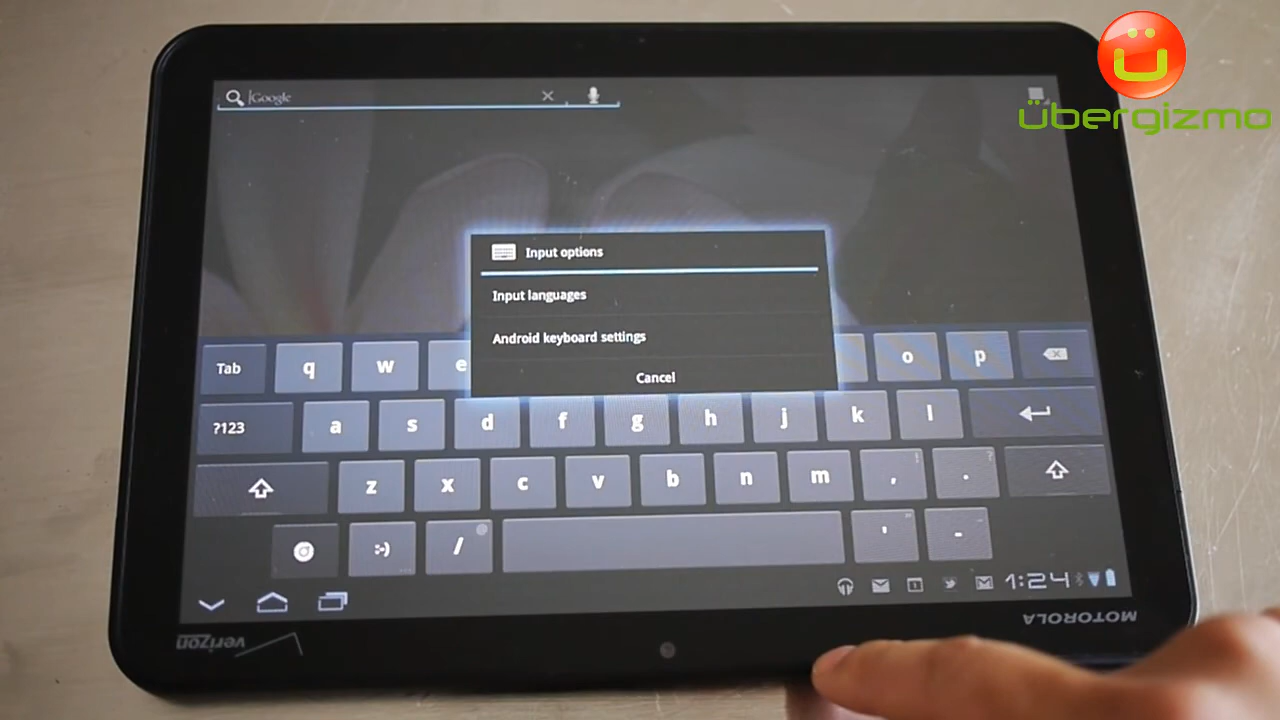 Google
übergizmo
Input options
Input languages
Android keyboard settings
Cancel
Tab q w e o p
?123 a s d f g h j k l
z x c v b n m , ! . ?
:-) / ' " - _
1:24
verizon
MOTOROLA